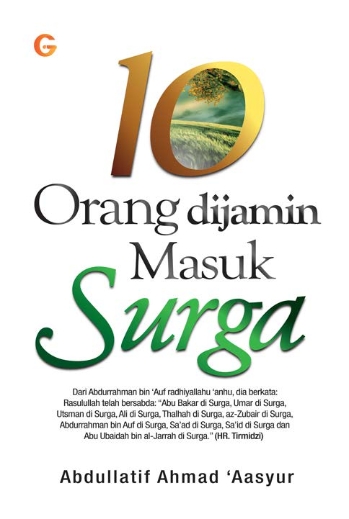 G
10
Orang dijamin
Masuk
Surga
Dari Abdurrahman bin 'Auf radhiyallahu 'anhu, dia berkata:
Rasulullah telah bersabda: "Abu Bakar di Surga, Umar di Surga,
Utsman di Surga, Ali di Surga, Thalhah di Surga, az-Zubair di Surga,
Abdurrahman bin Auf di Surga, Sa'ad di Surga, Sa'id di Surga dan
Abu Ubaidah bin al-Jarrah di Surga." (HR. Tirmidzi)
Abdullatif Ahmad 'Aasyur